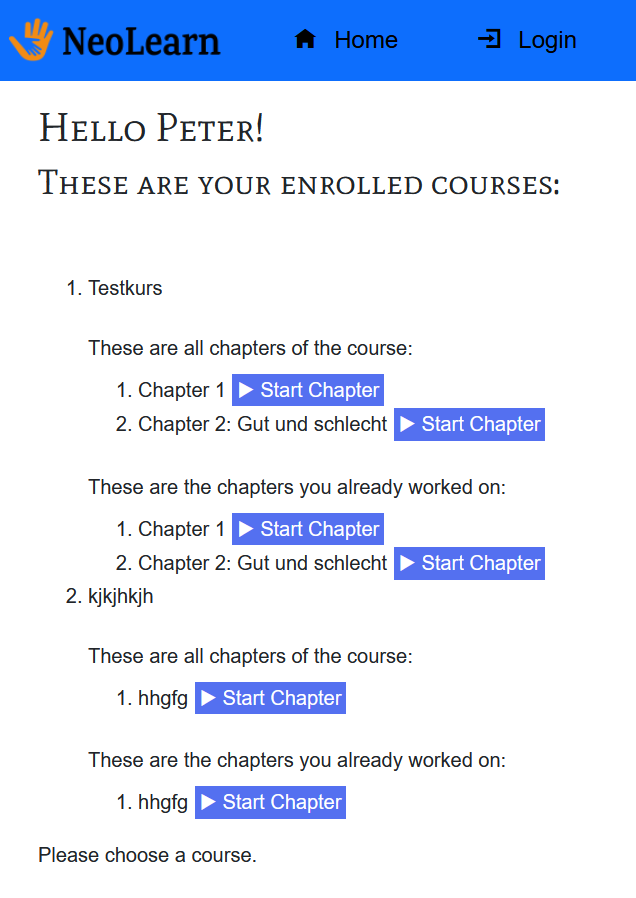 NeoLearn Home Login
Hello Peter!
These are your enrolled courses:
1. Testkurs
These are all chapters of the course:
1. Chapter 1 ▶ Start Chapter
2. Chapter 2: Gut und schlecht ▶ Start Chapter
These are the chapters you already worked on:
1. Chapter 1 ▶ Start Chapter
2. Chapter 2: Gut und schlecht ▶ Start Chapter
2. kjkjhkjh
These are all chapters of the course:
1. hhgfg ▶ Start Chapter
These are the chapters you already worked on:
1. hhgfg ▶ Start Chapter
Please choose a course.